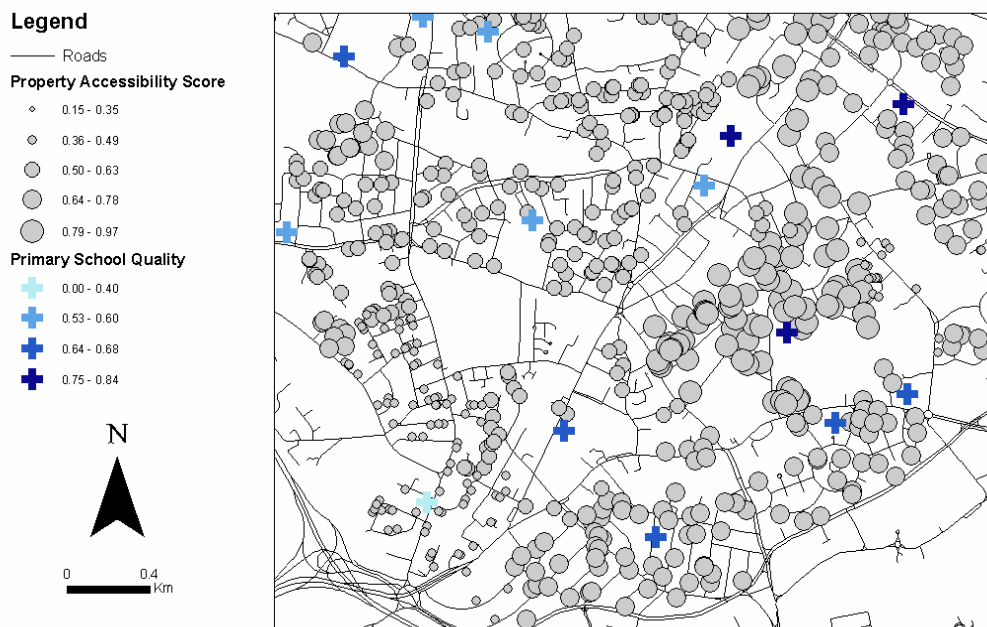 Legend
Roads
Property Accessibility Score
0.15 - 0.35
0.36 - 0.49
0.50 - 0.63
0.64 - 0.78
0.79 - 0.97
Primary School Quality
0.00 - 0.40
0.53 - 0.60
0.64 - 0.68
0.75 - 0.84
N
0 0.4
Km